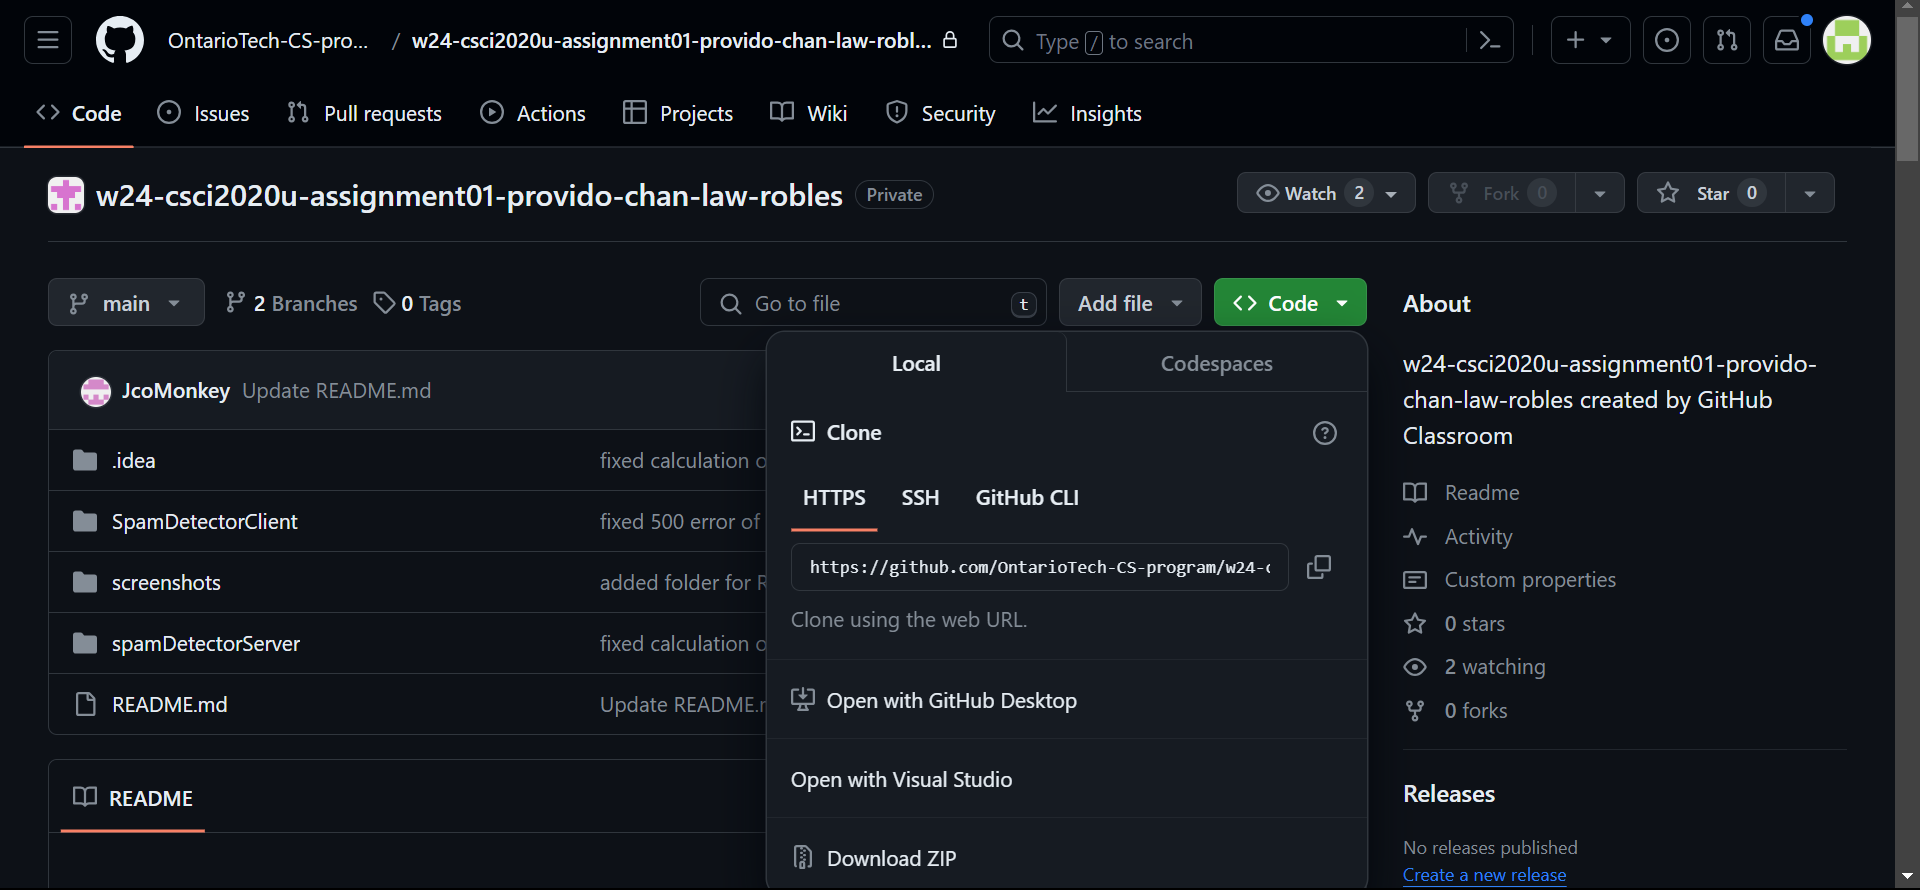 OntarioTech-CS-pro... / w24-csci2020u-assignment01-provido-chan-law-robl...
Type / to search
Code
Issues
Pull requests
Actions
Projects
Wiki
Security
Insights
w24-csci2020u-assignment01-provido-chan-law-robles
Private
Watch 2
Fork 0
Star 0
main
2 Branches
0 Tags
Go to file
t
Add file
Code
JcoMonkey Update README.md
.idea
fixed calculation o
SpamDetectorClient
fixed 500 error of
screenshots
added folder for R
spamDetectorServer
fixed calculation o
README.md
Update README.r
README
Local
Codespaces
Clone
HTTPS
SSH
GitHub CLI
https://github.com/OntarioTech-CS-program/w24-c
Clone using the web URL.
Open with GitHub Desktop
Open with Visual Studio
Download ZIP
About
w24-csci2020u-assignment01-provido-
chan-law-robles created by GitHub
Classroom
Readme
Activity
Custom properties
0 stars
2 watching
0 forks
Releases
No releases published
Create a new release